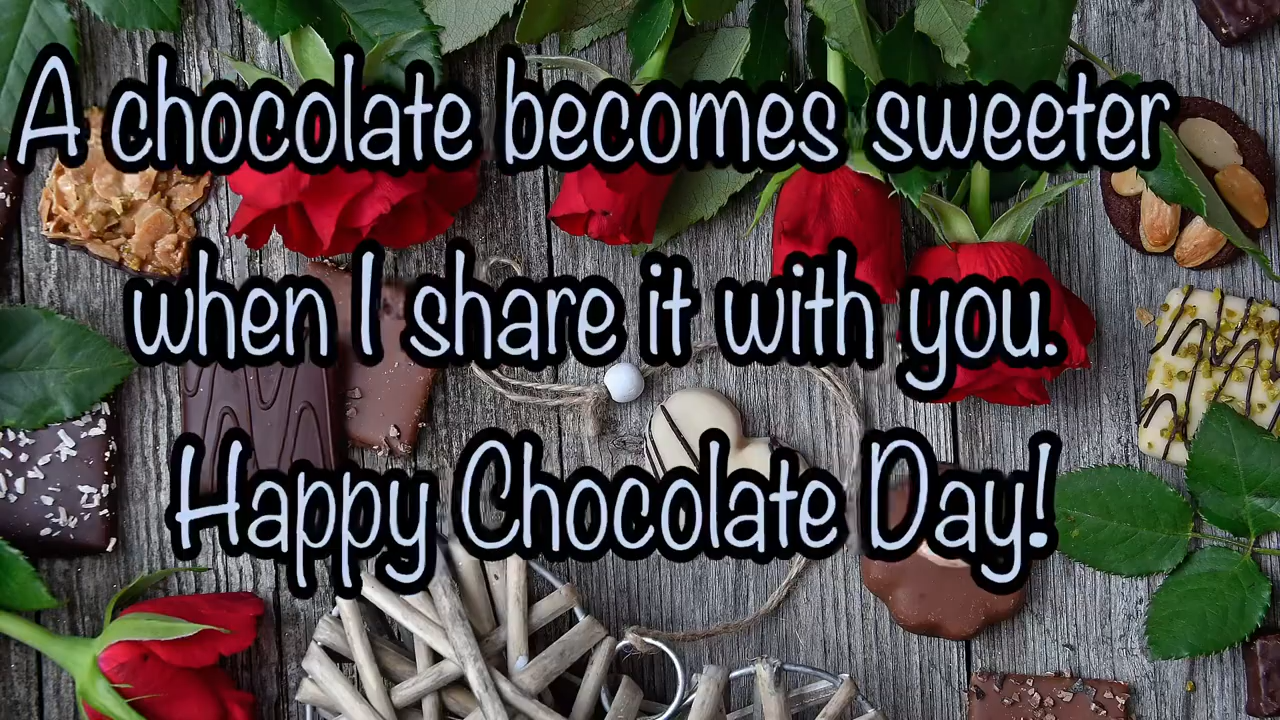 A chocolate becomes sweeter
when I share it with you.
Happy Chocolate Day!